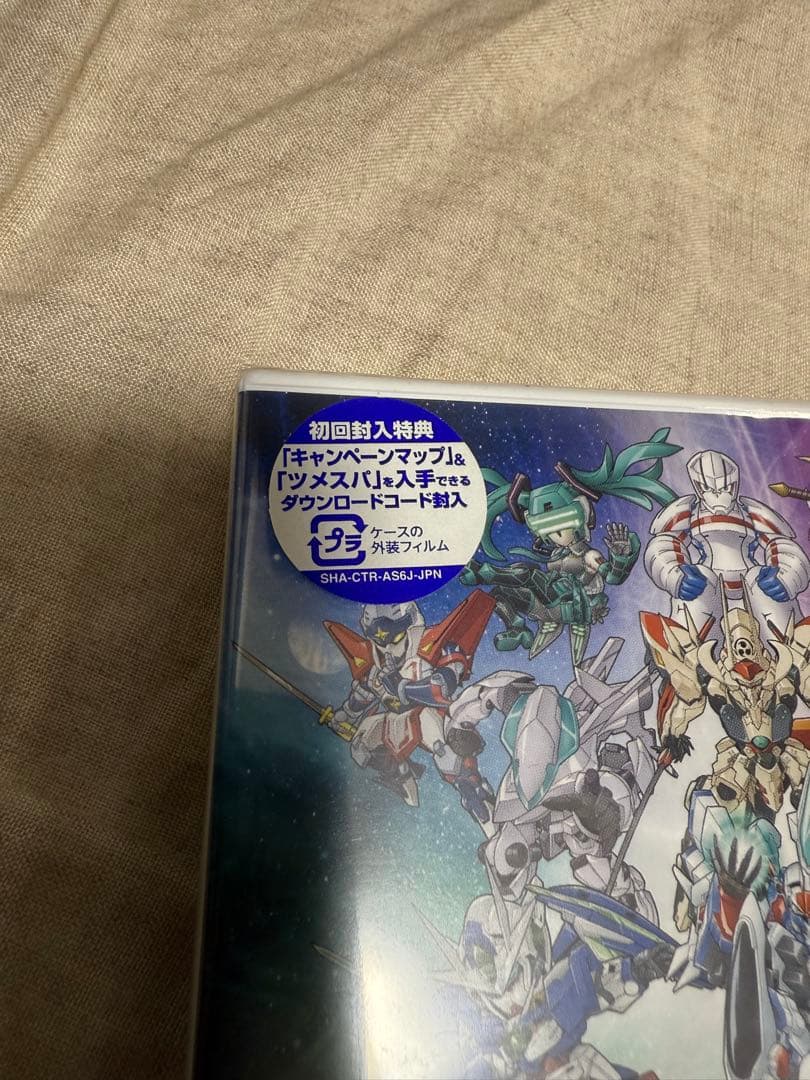 初回封入特典
「キャンペーンマップ」&
「ツメスパ」を入手できる
ダウンロードコード封入
プラ
ケースの
外装フィルム
SHA-CTR-AS6J-JPN